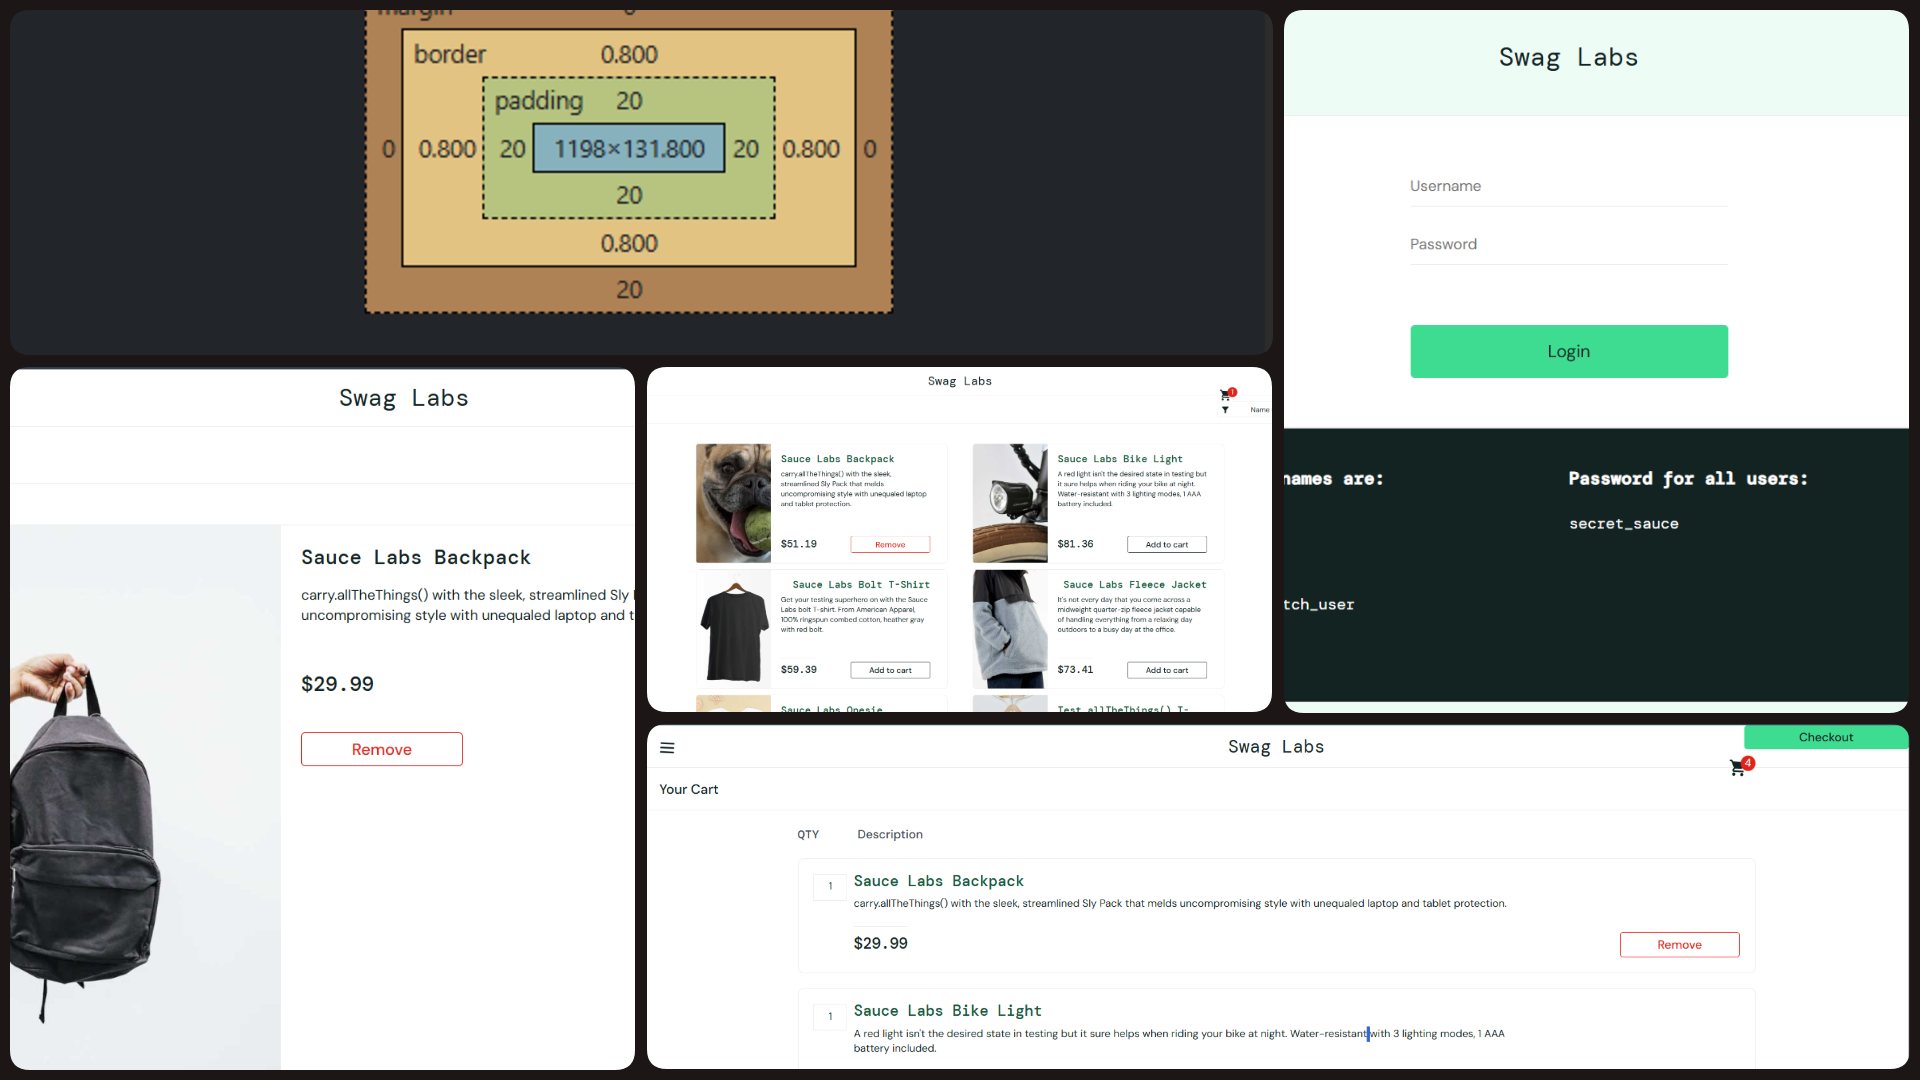 margin 0
border 0.800
padding 20
0 0.800 20 1198×131.800 20 0.800 0
20
0.800
20
Swag Labs
Username
Password
Login
names are:
Password for all users:
secret_sauce
tch_user
Swag Labs
Sauce Labs Backpack
carry.allTheThings() with the sleek, streamlined Sly
uncompromising style with unequaled laptop and t
$29.99
Remove
Swag Labs
1
Name
Sauce Labs Backpack
carry.allTheThings() with the sleek,
streamlined Sly Pack that melds
uncompromising style with unequaled laptop
and tablet protection.
$51.19
Remove
Sauce Labs Bike Light
A red light isn't the desired state in testing but
it sure helps when riding your bike at night.
Water-resistant with 3 lighting modes, 1 AAA
battery included.
$81.36
Add to cart
Sauce Labs Bolt T-Shirt
Get your testing superhero on with the Sauce
Labs bolt T-shirt. From American Apparel,
100% ringspun combed cotton, heather gray
with red bolt.
$59.39
Add to cart
Sauce Labs Fleece Jacket
It's not every day that you come across a
midweight quarter-zip fleece jacket capable
of handling everything from a relaxing day
outdoors to a busy day at the office.
$73.41
Add to cart
Sauce Labs Onesie
Test.allTheThings() T-
Swag Labs
Checkout
4
Your Cart
QTY
Description
1
Sauce Labs Backpack
carry.allTheThings() with the sleek, streamlined Sly Pack that melds uncompromising style with unequaled laptop and tablet protection.
$29.99
Remove
1
Sauce Labs Bike Light
A red light isn't the desired state in testing but it sure helps when riding your bike at night. Water-resistant with 3 lighting modes, 1 AAA
battery included.